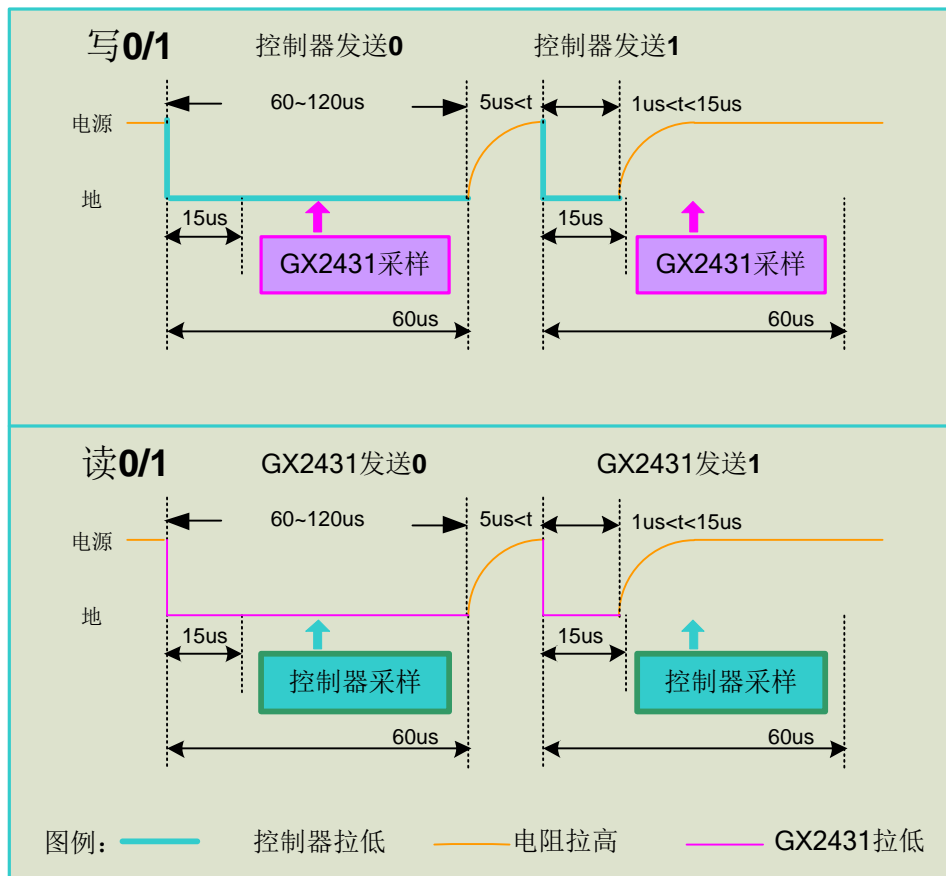 写0/1 控制器发送0 控制器发送1
60~120us 5us<t 1us<t<15us
电源
地
15us 15us
GX2431采样 GX2431采样
60us 60us
读0/1 GX2431发送0 GX2431发送1
60~120us 5us<t 1us<t<15us
电源
地
15us 15us
控制器采样 控制器采样
60us 60us
图例： 控制器拉低 电阻拉高 GX2431拉低